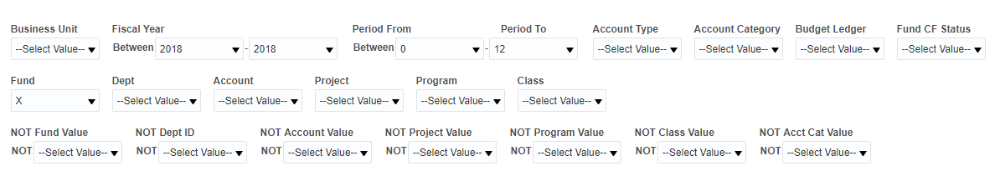 Business Unit Fiscal Year Period From Period To Account Type Account Category Budget Ledger Fund CF Status
--Select Value-- Between 2018 - 2018 Between 0 - 12 --Select Value-- --Select Value-- --Select Value-- --Select Value--
Fund Dept Account Project Program Class
X --Select Value-- --Select Value-- --Select Value-- --Select Value-- --Select Value--
NOT Fund Value NOT Dept ID NOT Account Value NOT Project Value NOT Program Value NOT Class Value NOT Acct Cat Value
NOT --Select Value-- NOT --Select Value-- NOT --Select Value-- NOT --Select Value-- NOT --Select Value-- NOT --Select Value-- NOT --Select Value--